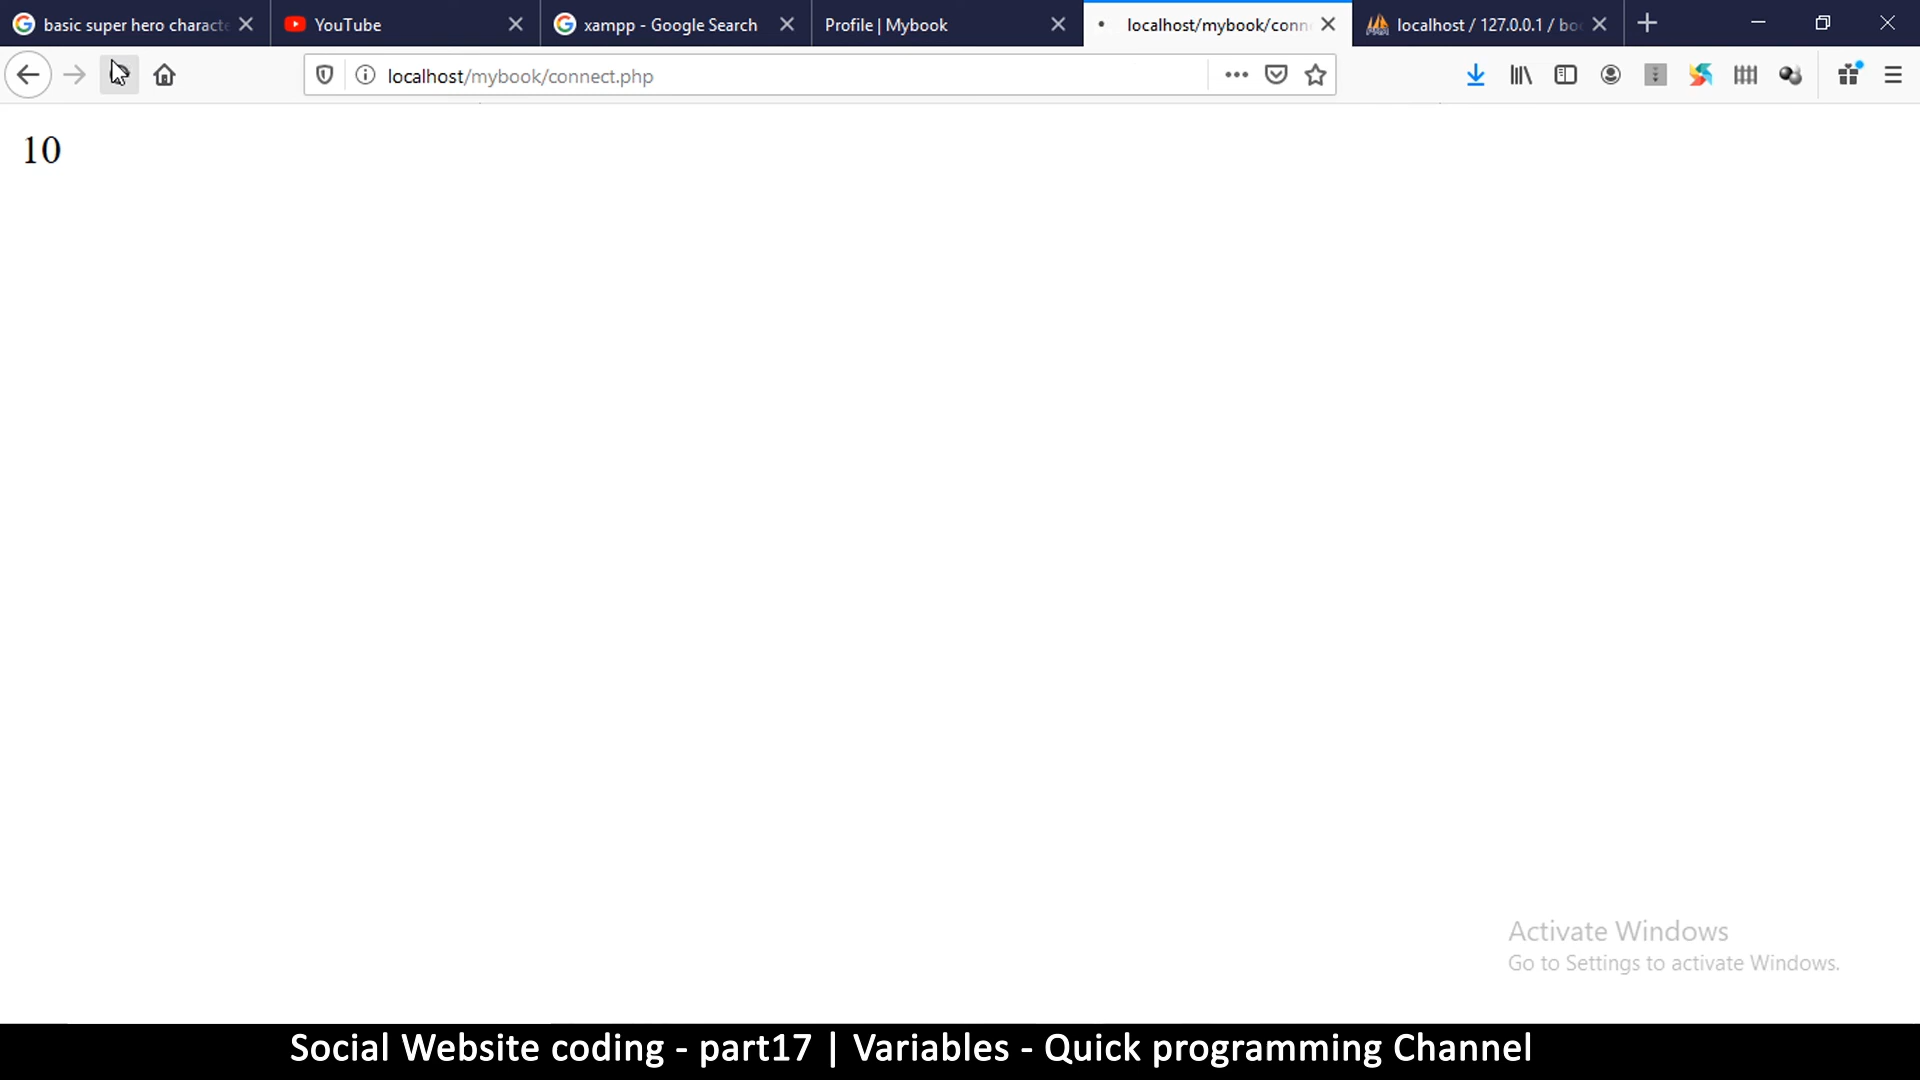 basic super hero characte
YouTube
xampp - Google Search
Profile | Mybook
localhost/mybook/conn
localhost / 127.0.0.1 / bo
localhost/mybook/connect.php
10
Activate Windows
Go to Settings to activate Windows.
Social Website coding - part17 | Variables - Quick programming Channel